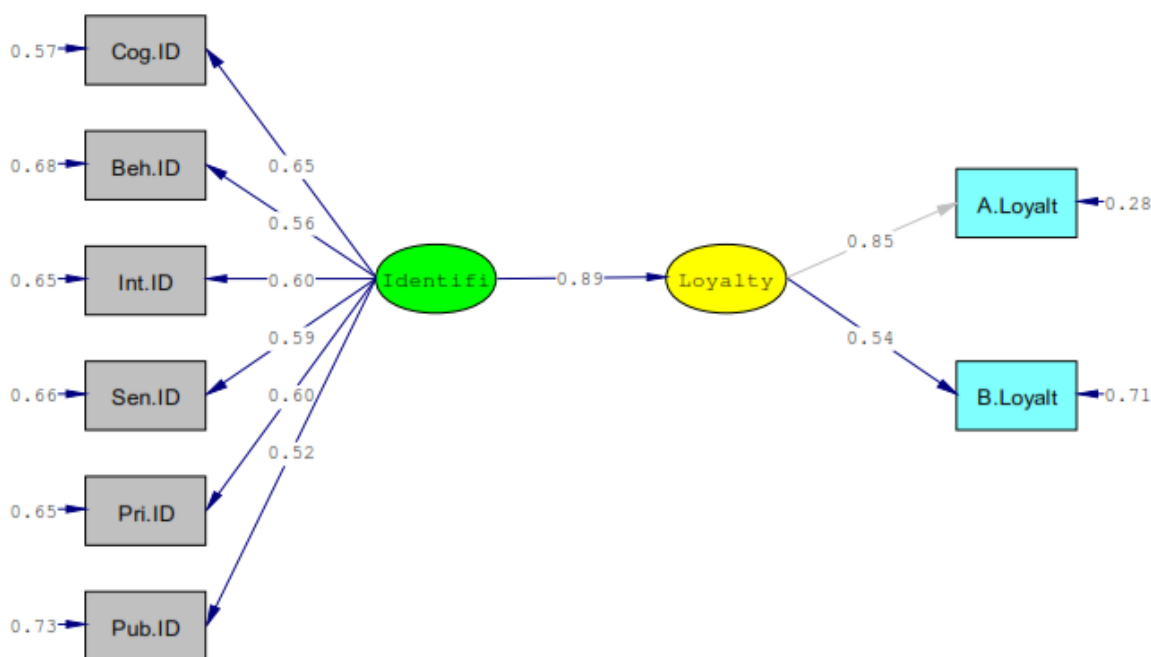 0.57
Cog.ID
0.68
Beh.ID
0.65
Int.ID
0.66
Sen.ID
0.65
Pri.ID
0.73
Pub.ID
0.65
0.56
0.60
0.59
0.60
0.52
Identifi
0.89
Loyalty
0.85
0.54
A.Loyalt
0.28
B.Loyalt
0.71